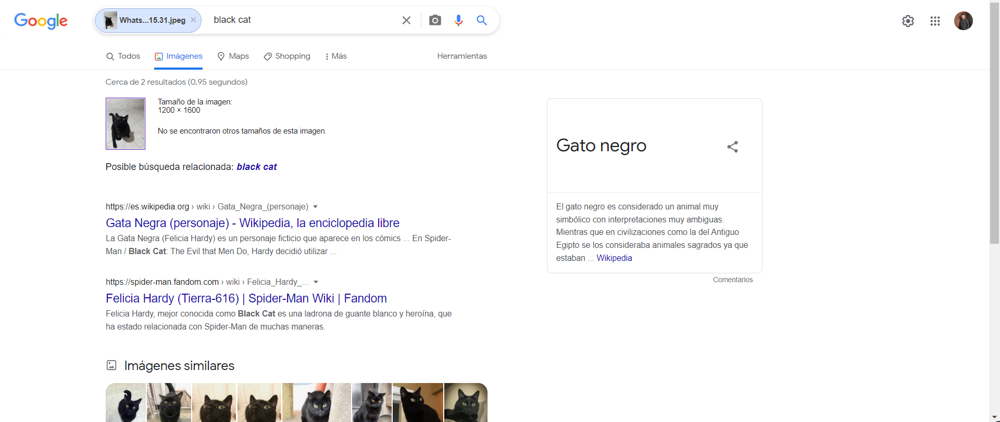 Google
Whats...15.31.jpeg
black cat
Todos
Imágenes
Maps
Shopping
Más
Herramientas
Cerca de 2 resultados (0.95 segundos)
Tamaño de la imagen:
1200 × 1600
No se encontraron otros tamaños de esta imagen.
Posible búsqueda relacionada: black cat
https://es.wikipedia.org › wiki › Gata_Negra_(personaje)
Gata Negra (personaje) - Wikipedia, la enciclopedia libre
La Gata Negra (Felicia Hardy) es un personaje ficticio que aparece en los cómics ... En Spider-
Man / Black Cat: The Evil that Men Do, Hardy decidió utilizar ...
https://spider-man.fandom.com › wiki › Felicia_Hardy_...
Felicia Hardy (Tierra-616) | Spider-Man Wiki | Fandom
Felicia Hardy, mejor conocida como Black Cat es una ladrona de guante blanco y heroína, que
ha estado relacionada con Spider-Man de muchas maneras.
Imágenes similares
Gato negro
El gato negro es considerado un animal muy
simbólico con interpretaciones muy ambiguas.
Mientras que en civilizaciones como la del Antiguo
Egipto se los consideraba animales sagrados ya que
estaban ... Wikipedia
Comentarios